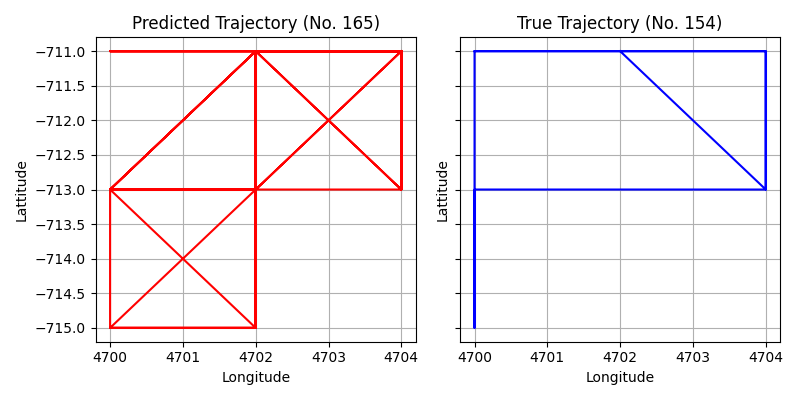 Predicted Trajectory (No. 165)
True Trajectory (No. 154)
−711.0
−711.5
−712.0
−712.5
−713.0
−713.5
−714.0
−714.5
−715.0
Lattitude
Lattitude
4700 4701 4702 4703 4704
4700 4701 4702 4703 4704
Longitude
Longitude